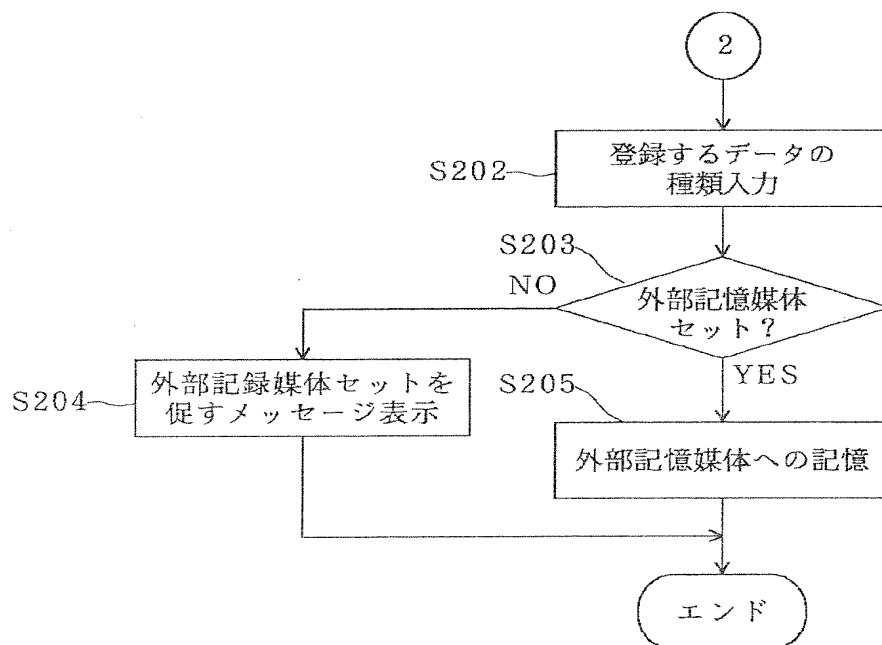 2
S202
登録するデータの
種類入力
S203
NO
外部記憶媒体
セット?
YES
S204
外部記録媒体セットを
促すメッセージ表示
S205
外部記憶媒体への記憶
エンド